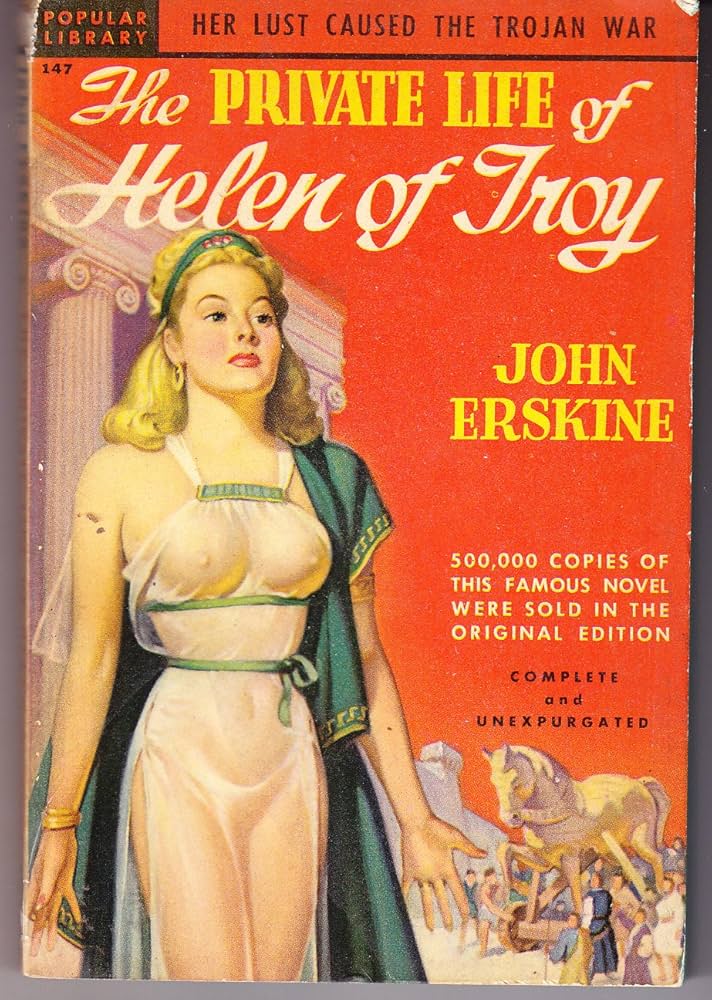 POPULAR
LIBRARY
HER LUST CAUSED THE TROJAN WAR
147
The PRIVATE LIFE of
Helen of Troy
JOHN
ERSKINE
500,000 COPIES OF
THIS FAMOUS NOVEL
WERE SOLD IN THE
ORIGINAL EDITION
COMPLETE
and
UNEXPURGATED